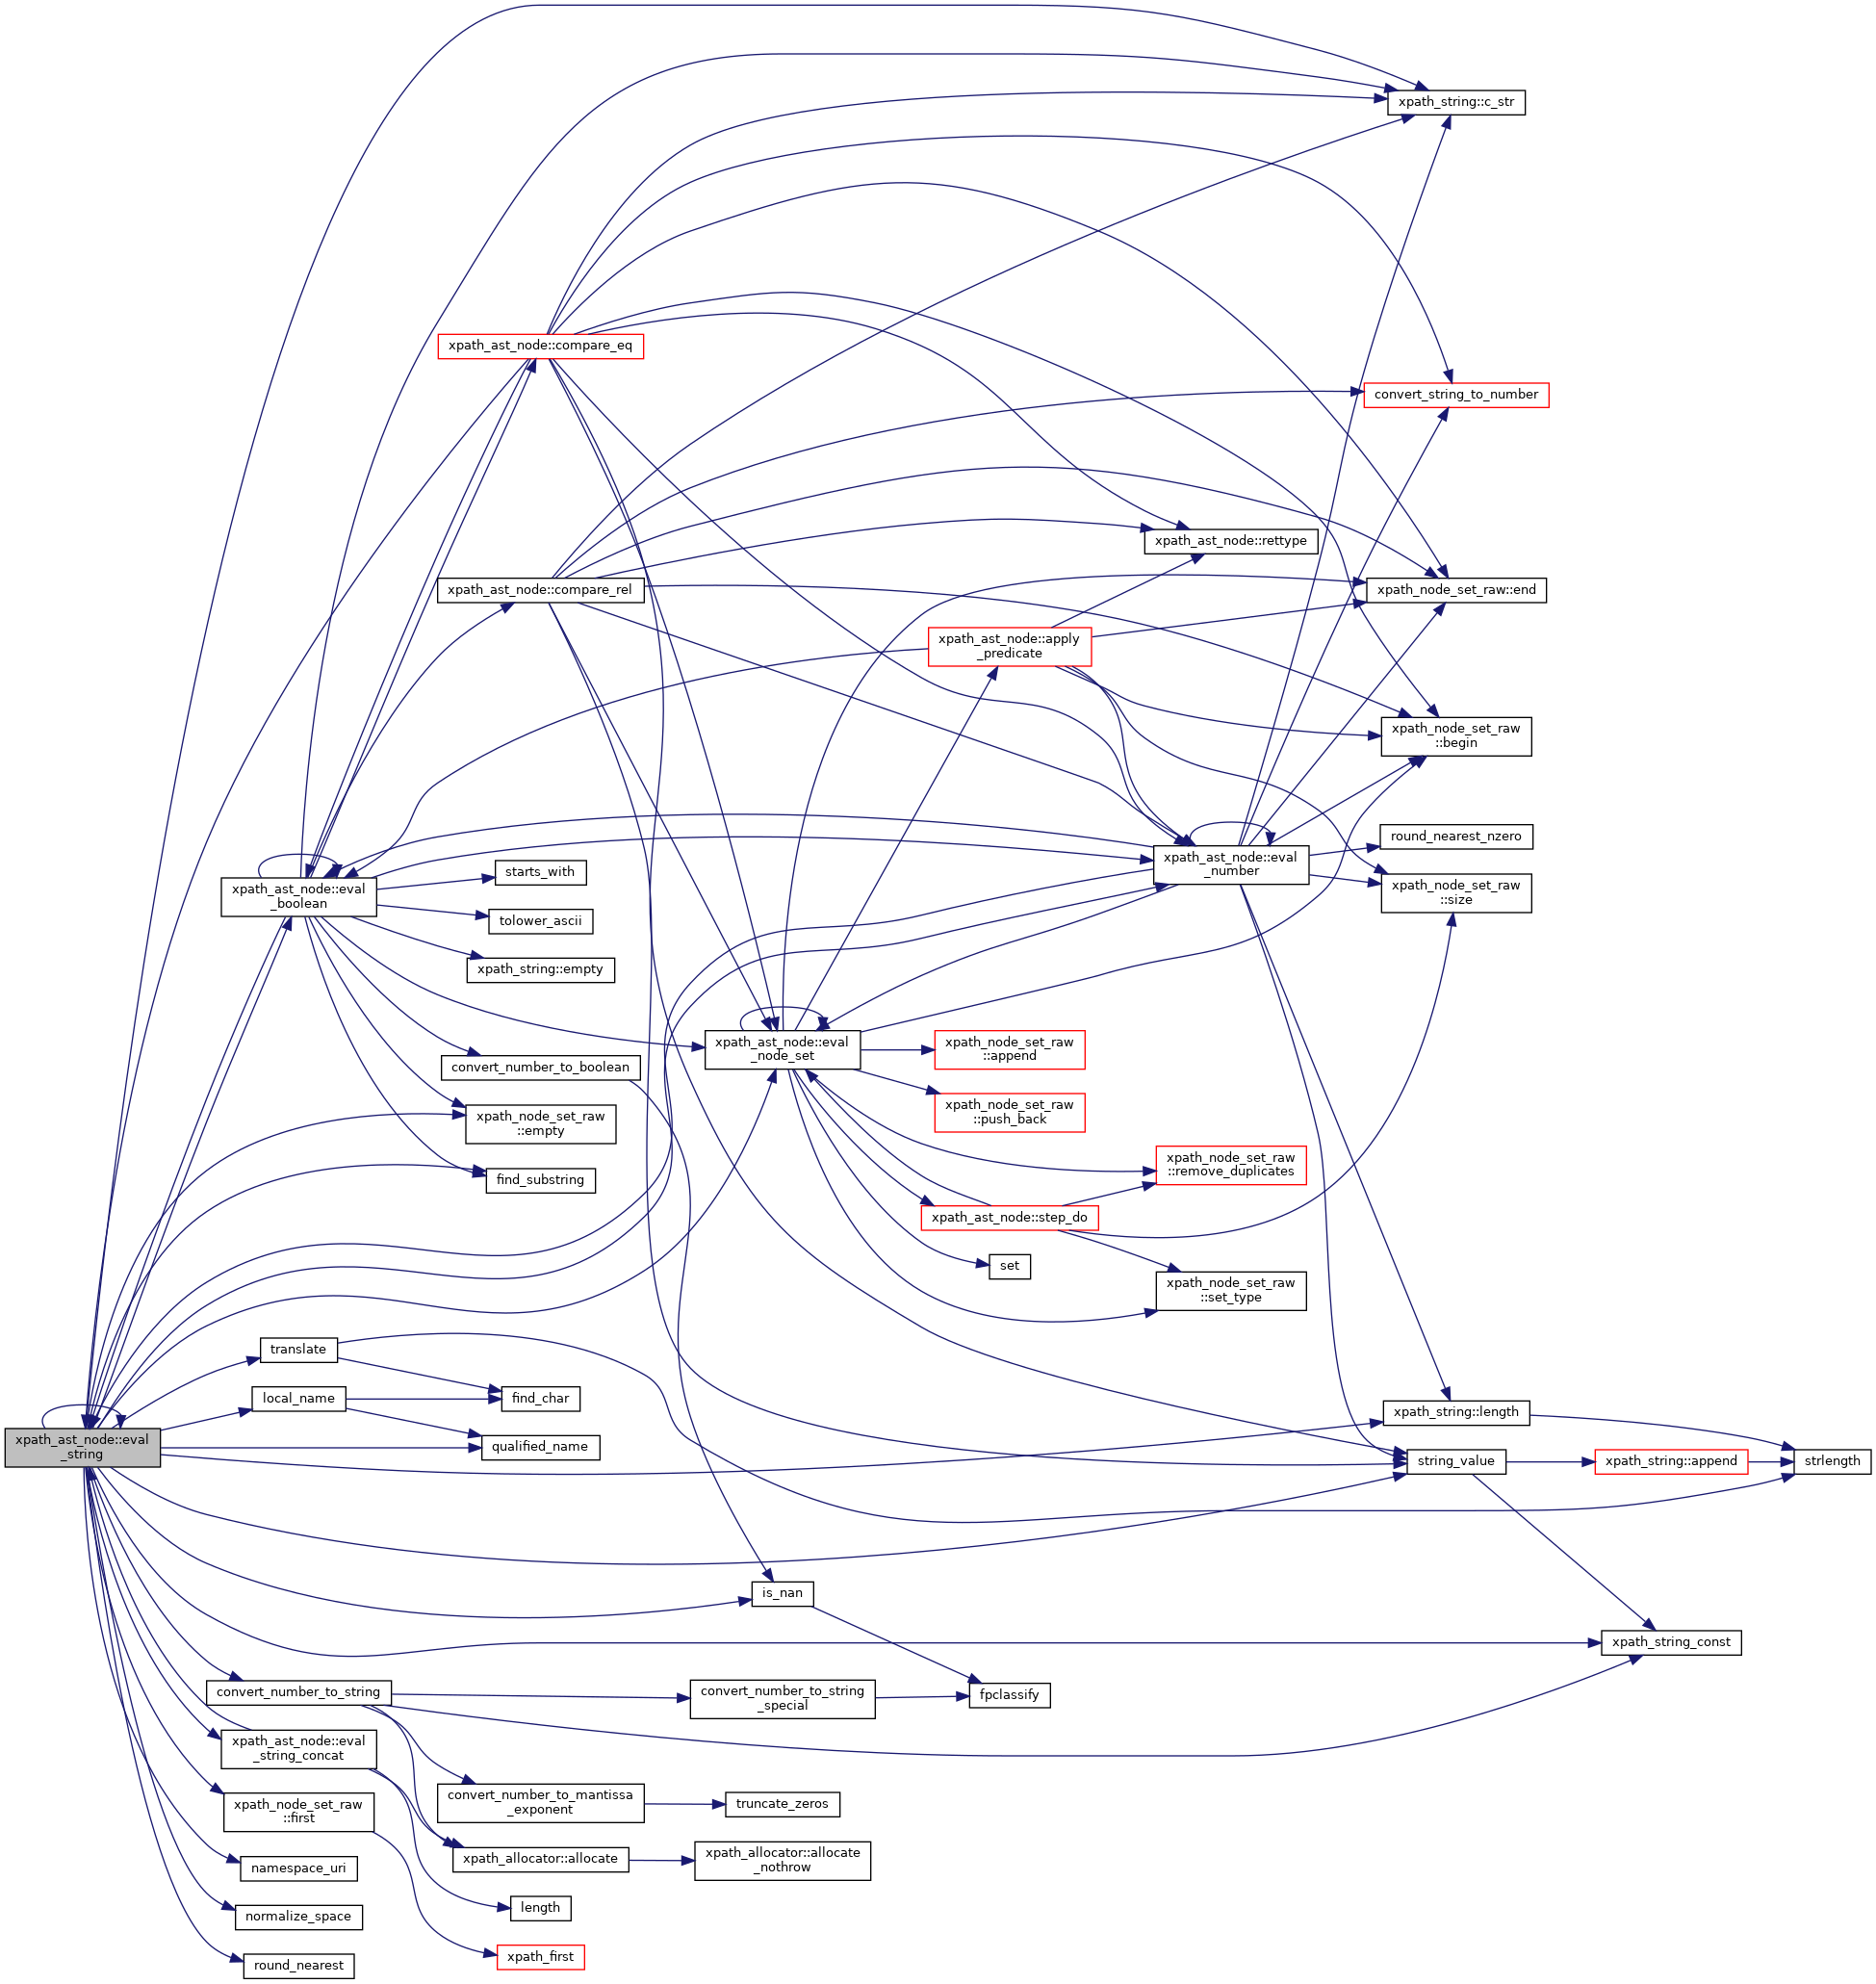 xpath_string::c_str
xpath_ast_node::compare_eq
convert_string_to_number
xpath_ast_node::rettype
xpath_ast_node::compare_rel
xpath_node_set_raw::end
xpath_ast_node::apply
_predicate
xpath_node_set_raw
::begin
round_nearest_nzero
xpath_ast_node::eval
_number
starts_with
xpath_ast_node::eval
_boolean
xpath_node_set_raw
::size
tolower_ascii
xpath_string::empty
xpath_ast_node::eval
_node_set
xpath_node_set_raw
::append
convert_number_to_boolean
xpath_node_set_raw
::push_back
xpath_node_set_raw
::empty
xpath_node_set_raw
::remove_duplicates
find_substring
xpath_ast_node::step_do
set
xpath_node_set_raw
::set_type
translate
local_name
find_char
xpath_string::length
xpath_ast_node::eval
_string
qualified_name
string_value
xpath_string::append
strlength
is_nan
xpath_string_const
convert_number_to_string
convert_number_to_string
_special
fpclassify
xpath_ast_node::eval
_string_concat
xpath_node_set_raw
::first
convert_number_to_mantissa
_exponent
truncate_zeros
xpath_allocator::allocate
xpath_allocator::allocate
_nothrow
namespace_uri
length
normalize_space
xpath_first
round_nearest